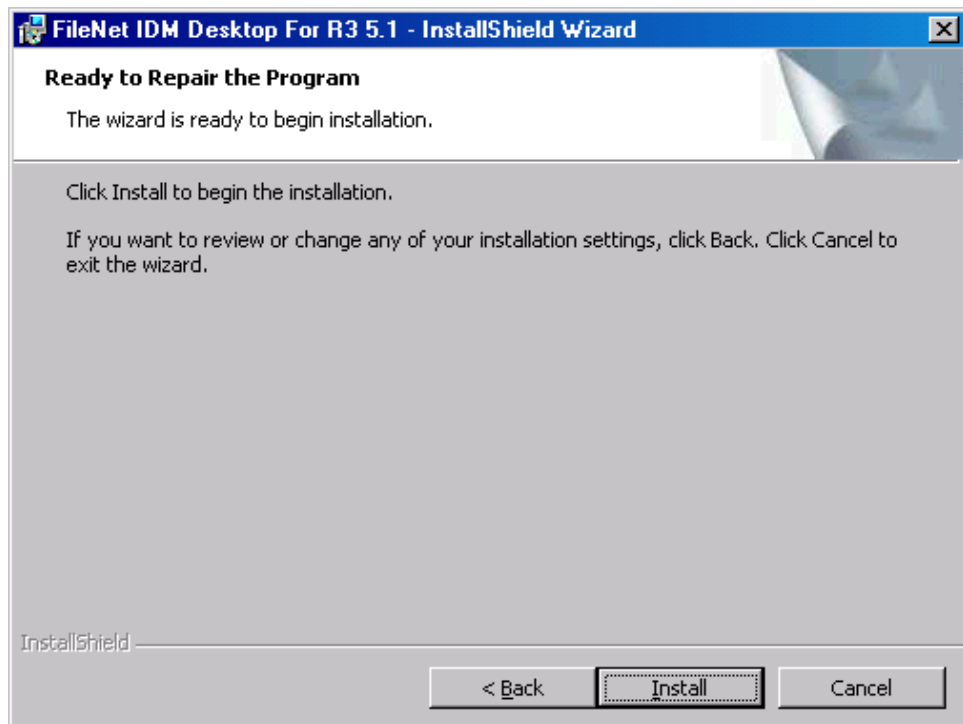 FileNet IDM Desktop For R3 5.1 - InstallShield Wizard
Ready to Repair the Program
The wizard is ready to begin installation.
Click Install to begin the installation.
If you want to review or change any of your installation settings, click Back. Click Cancel to
exit the wizard.
InstallShield
< Back
Install
Cancel